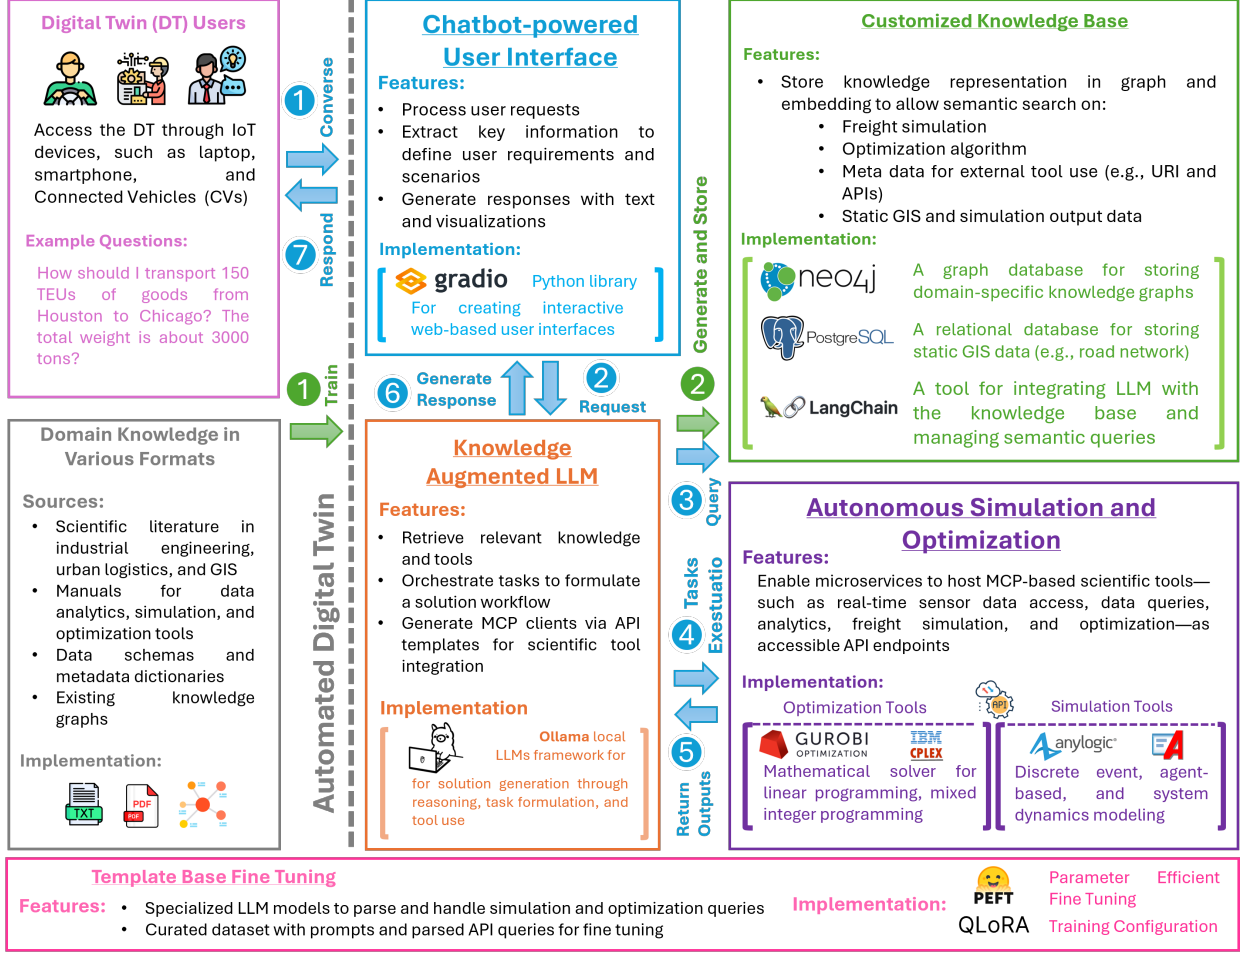 Digital Twin (DT) Users
Access the DT through IoT
devices, such as laptop,
smartphone, and
Connected Vehicles (CVs)
Example Questions:
How should I transport 150
TEUs of goods from
Houston to Chicago? The
total weight is about 3000
tons?
1
Converse
7
Respond
Chatbot-powered
User Interface
Features:
• Process user requests
• Extract key information to
define user requirements and
scenarios
• Generate responses with text
and visualizations
Implementation:
gradio
Python library
For creating interactive
web-based user interfaces
Customized Knowledge Base
Features:
• Store knowledge representation in graph and
embedding to allow semantic search on:
• Freight simulation
• Optimization algorithm
• Meta data for external tool use (e.g., URI and
APIs)
• Static GIS and simulation output data
Implementation:
neo4j
A graph database for storing
domain-specific knowledge graphs
PostgreSQL
A relational database for storing
static GIS data (e.g., road network)
LangChain
A tool for integrating LLM with
the knowledge base and
managing semantic queries
Generate and Store
2
3
Query
1
Train
6
Generate
Response
2
Request
Domain Knowledge in
Various Formats
Sources:
• Scientific literature in
industrial engineering,
urban logistics, and GIS
• Manuals for data
analytics, simulation, and
optimization tools
• Data schemas and
metadata dictionaries
• Existing knowledge
graphs
Implementation:
TXT
PDF
PDF
Automated Digital Twin
Knowledge
Augmented LLM
Features:
• Retrieve relevant knowledge
and tools
• Orchestrate tasks to formulate
a solution workflow
• Generate MCP clients via API
templates for scientific tool
integration
Implementation
Ollama local
LLMs framework for
for solution generation through
reasoning, task formulation, and
tool use
Tasks
Exestuatio
4
5
Return
Outputs
Autonomous Simulation and
Optimization
Features:
Enable microservices to host MCP-based scientific tools—
such as real-time sensor data access, data queries,
analytics, freight simulation, and optimization—as
accessible API endpoints
Implementation:
API
Optimization Tools
GUROBI
OPTIMIZATION
IBM
CPLEX
Mathematical solver for
linear programming, mixed
integer programming
Simulation Tools
anylogic
Discrete event, agent-
based, and system
dynamics modeling
Template Base Fine Tuning
Features:
• Specialized LLM models to parse and handle simulation and optimization queries
• Curated dataset with prompts and parsed API queries for fine tuning
Implementation:
PEFT
Parameter Efficient
Fine Tuning
QLoRA
Training Configuration